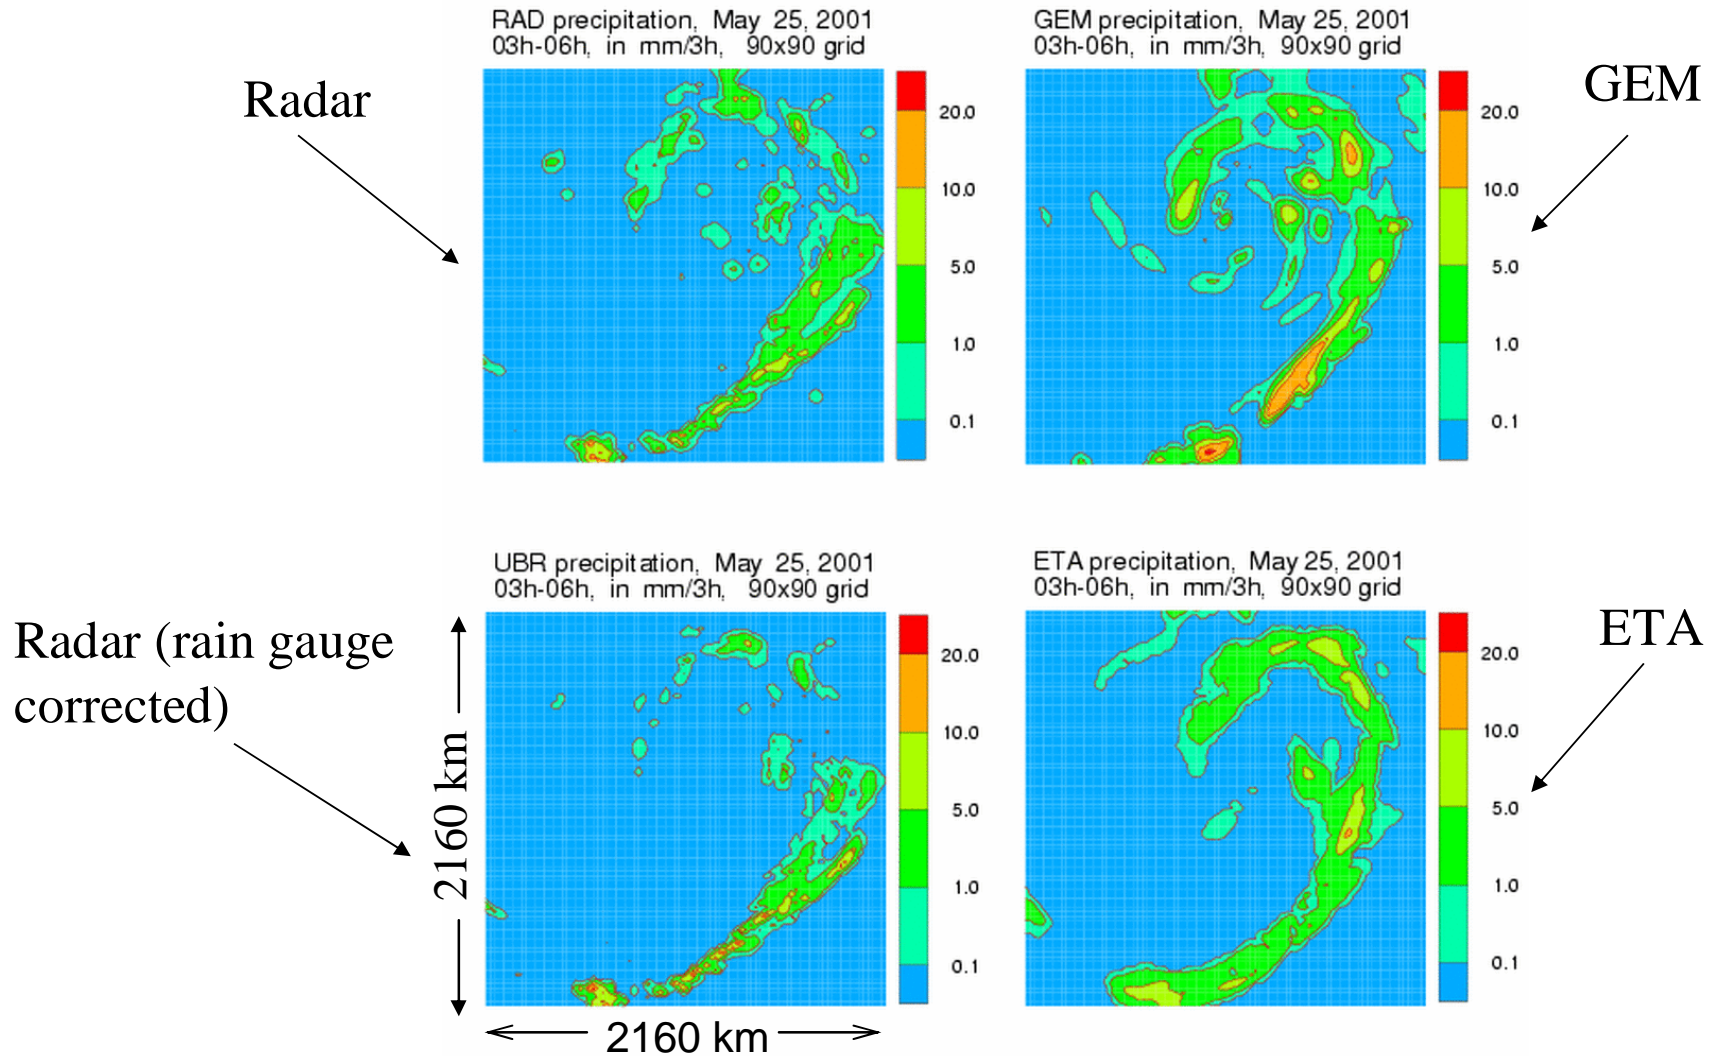 RAD precipitation, May 25, 2001
03h-06h, in mm/3h, 90x90 grid
Radar
20.0
10.0
5.0
1.0
0.1
GEM precipitation, May 25, 2001
03h-06h, in mm/3h, 90x90 grid
GEM
20.0
10.0
5.0
1.0
0.1
UBR precipitation, May 25, 2001
03h-06h, in mm/3h, 90x90 grid
Radar (rain gauge
corrected)
2160 km
20.0
10.0
5.0
1.0
0.1
2160 km
ETA precipitation, May 25, 2001
03h-06h, in mm/3h, 90x90 grid
ETA
20.0
10.0
5.0
1.0
0.1